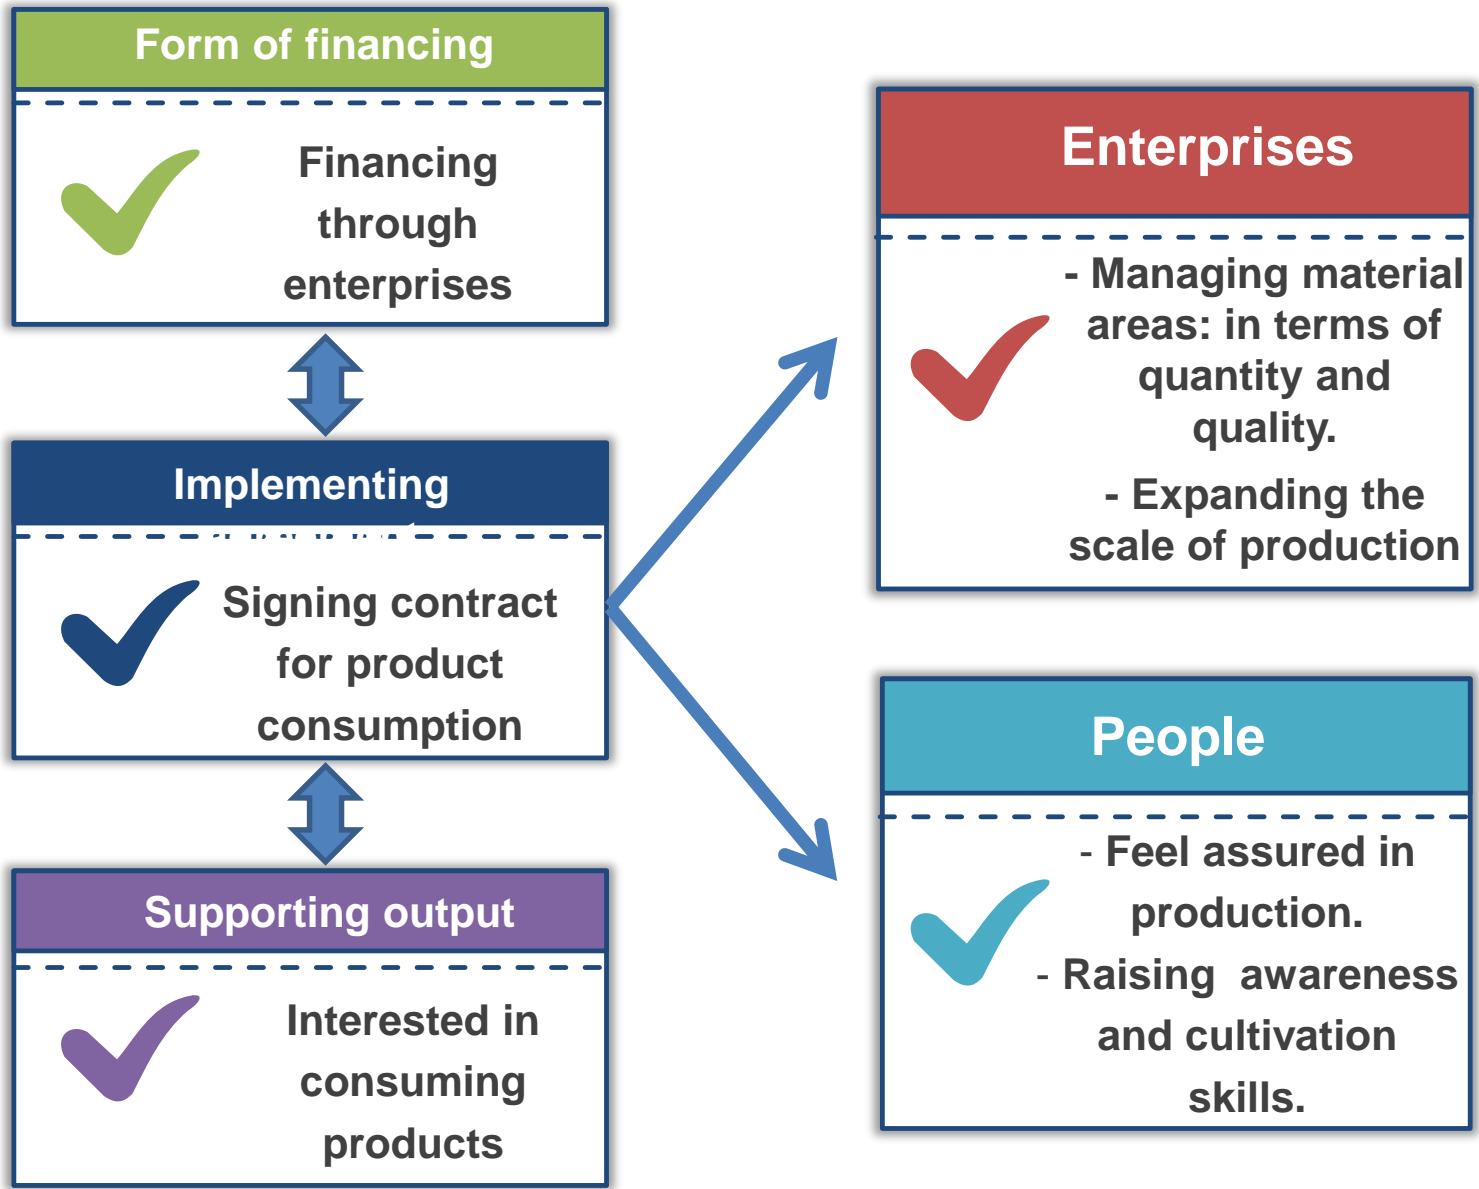 Form of financing
Financing
through
enterprises
Implementing
Signing contract
for product
consumption
Supporting output
Interested in
consuming
products
Enterprises
- Managing material
areas: in terms of
quantity and
quality.
- Expanding the
scale of production
People
- Feel assured in
production.
- Raising awareness
and cultivation
skills.